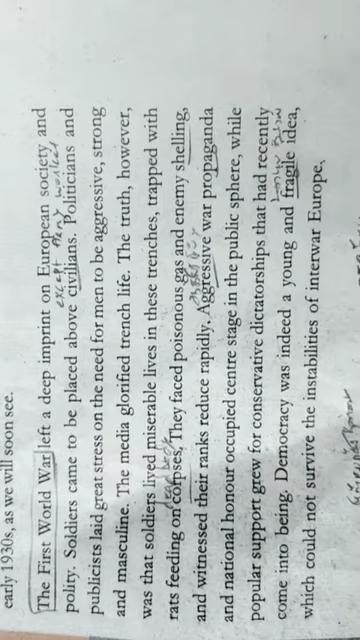 early 1930s, as we will soon see.
The First World War left a deep imprint on European society and
except they worked
polity. Soldiers came to be placed above civilians. Politicians and
publicists laid great stress on the need for men to be aggressive, strong
and masculine. The media glorified trench life. The truth, however,
was that soldiers lived miserable lives in these trenches, trapped with
dead body
rats feeding on corpses. They faced poisonous gas and enemy shelling,
and witnessed their ranks reduce rapidly. Aggressive war propaganda
and national honour occupied centre stage in the public sphere, while
popular support grew for conservative dictatorships that had recently
come into being. Democracy was indeed a young and fragile idea,
which could not survive the instabilities of interwar Europe.